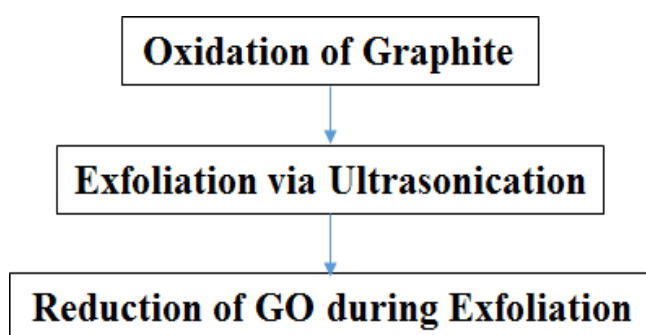 Oxidation of Graphite
Exfoliation via Ultrasonication
Reduction of GO during Exfoliation